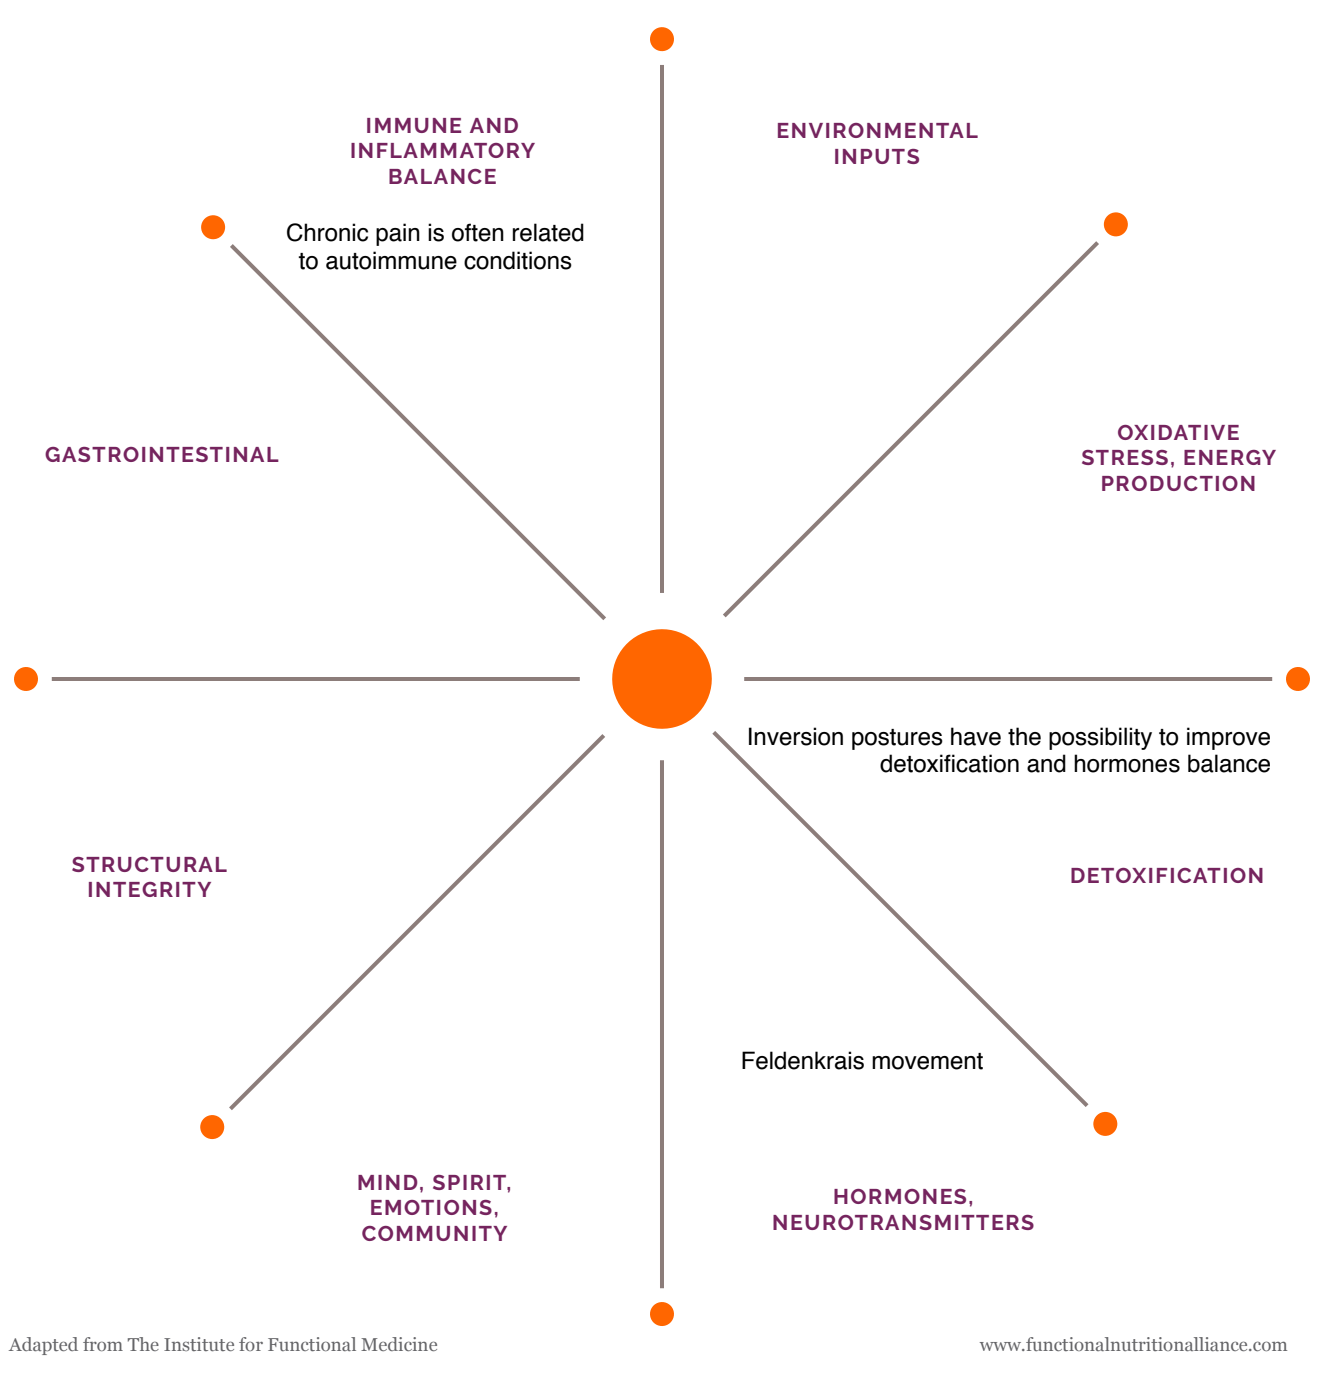 IMMUNE AND
INFLAMMATORY
BALANCE
ENVIRONMENTAL
INPUTS
Chronic pain is often related
to autoimmune conditions
GASTROINTESTINAL
OXIDATIVE
STRESS, ENERGY
PRODUCTION
Inversion postures have the possibility to improve
detoxification and hormones balance
STRUCTURAL
INTEGRITY
DETOXIFICATION
Feldenkrais movement
MIND, SPIRIT,
EMOTIONS,
COMMUNITY
HORMONES,
NEUROTRANSMITTERS
Adapted from The Institute for Functional Medicine
www.functionalnutritionalliance.com